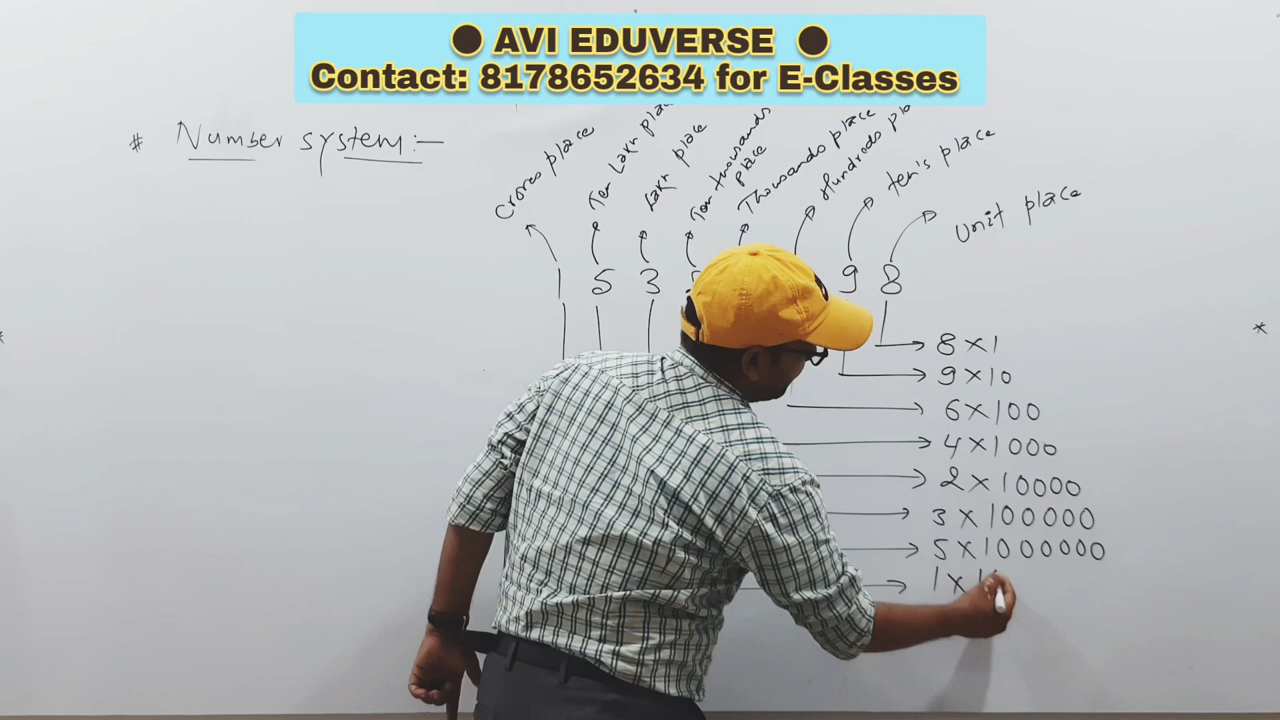 ● AVI EDUVERSE ●
Contact: 8178652634 for E-Classes
# Number system :-
Crores place
Ten Lakh place
Lakh place
Ten thousands place
Thousands place
Hundreds pl
ten's place
Unit place
1 5 3 9 8
8 × 1
9 × 10
6 × 100
4 × 1000
2 × 10000
3 × 100000
5 × 1000000
1 × 1